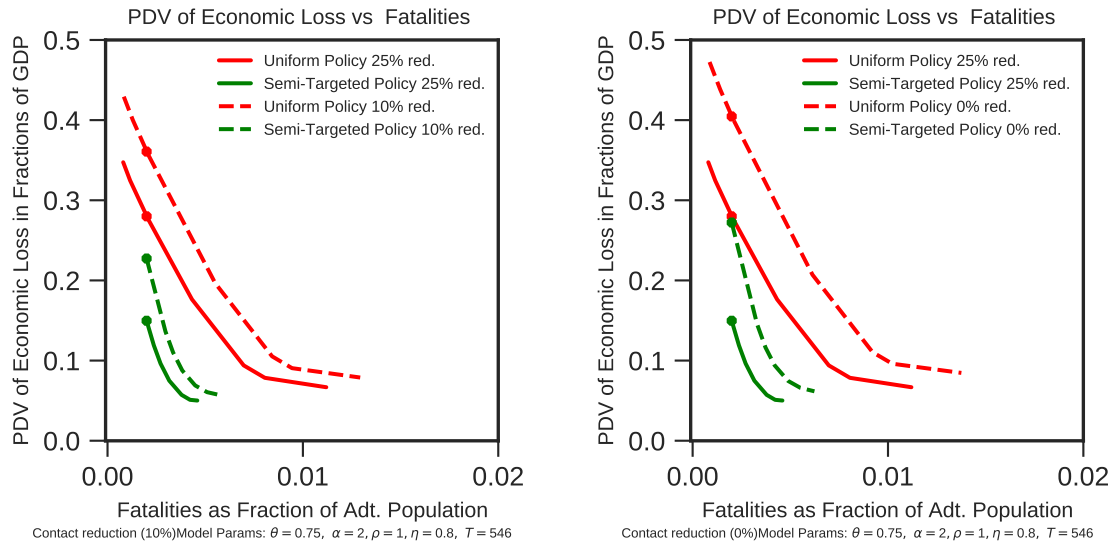 PDV of Economic Loss vs  Fatalities
PDV of Economic Loss in Fractions of GDP
0.5
0.4
0.3
0.2
0.1
0.0
Uniform Policy 25% red.
Semi-Targeted Policy 25% red.
Uniform Policy 10% red.
Semi-Targeted Policy 10% red.
0.00
0.01
0.02
Fatalities as Fraction of Adt. Population
Contact reduction (10%)Model Params: θ = 0.75,  α = 2, ρ = 1, η = 0.8,  T = 546
PDV of Economic Loss vs  Fatalities
PDV of Economic Loss in Fractions of GDP
0.5
0.4
0.3
0.2
0.1
0.0
Uniform Policy 25% red.
Semi-Targeted Policy 25% red.
Uniform Policy 0% red.
Semi-Targeted Policy 0% red.
0.00
0.01
0.02
Fatalities as Fraction of Adt. Population
Contact reduction (0%)Model Params: θ = 0.75,  α = 2, ρ = 1, η = 0.8,  T = 546